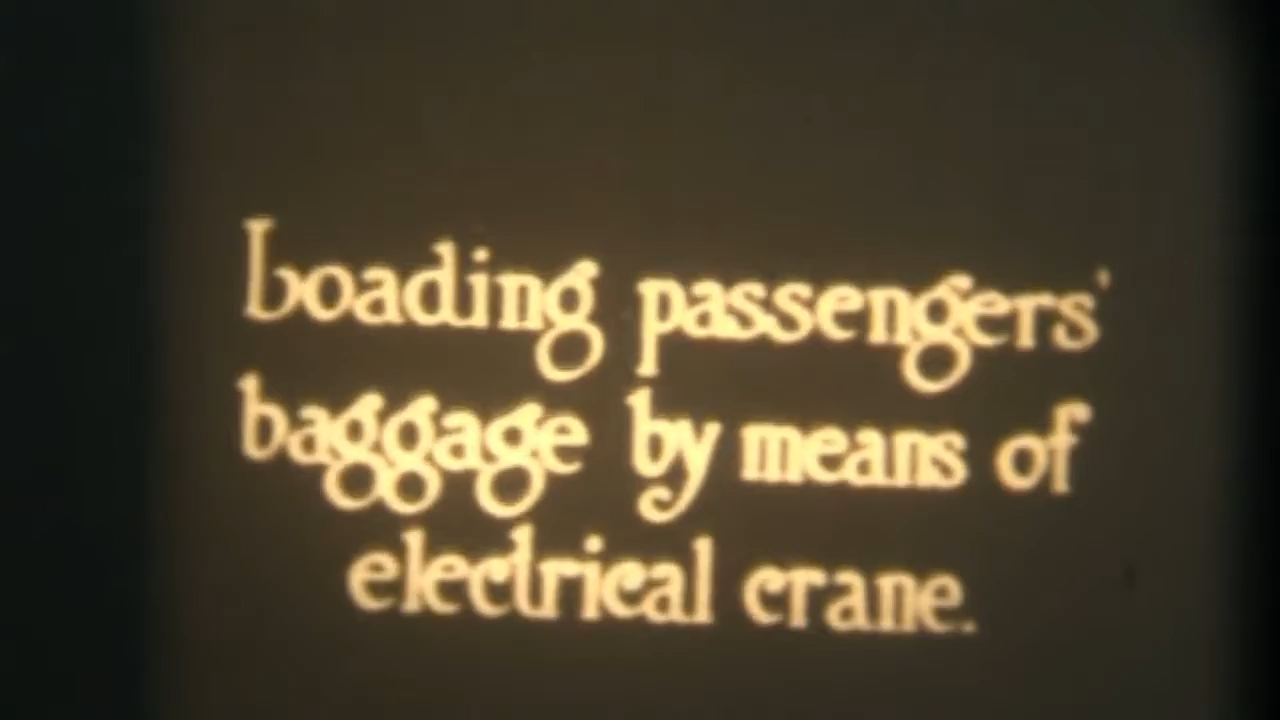 Loading passengers'
baggage by means of
electrical crane.